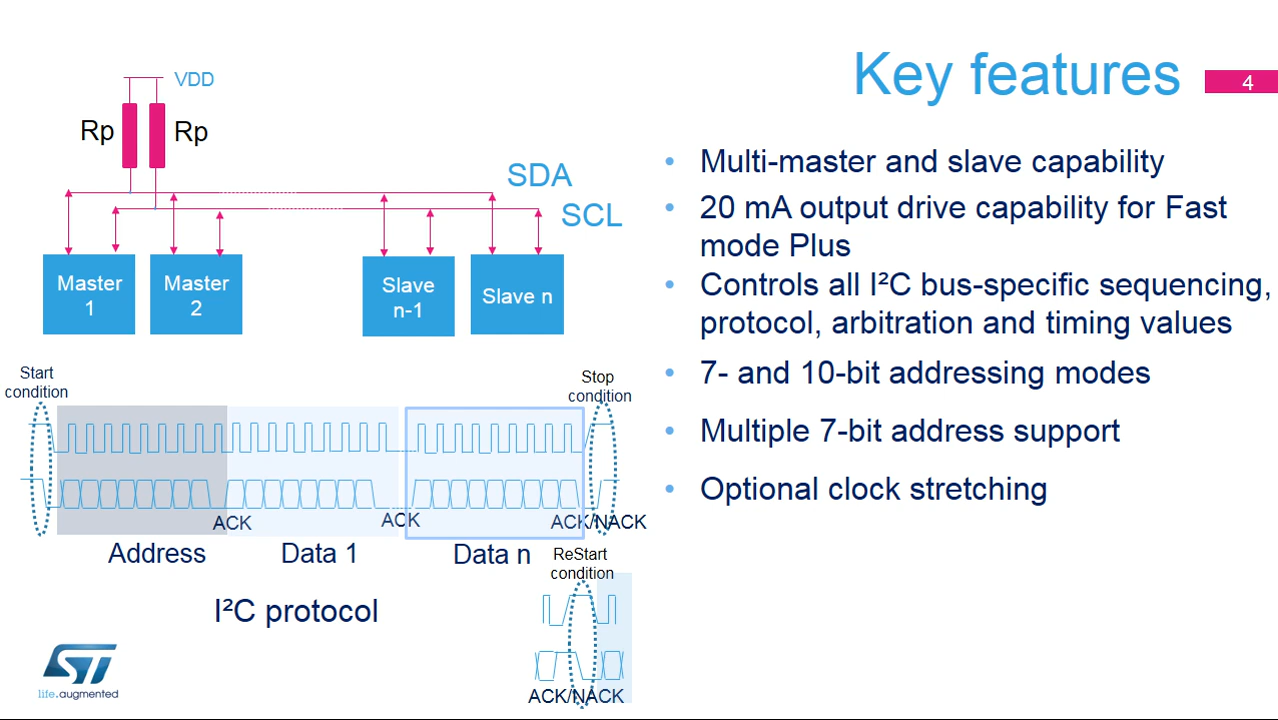 Key features
4
VDD
Rp
Rp
SDA
SCL
Master
1
Master
2
Slave
n-1
Slave n
Start
condition
Stop
condition
ACK
ACK
ACK/NACK
Address
Data 1
Data n
ReStart
condition
I²C protocol
ACK/NACK
• Multi-master and slave capability
• 20 mA output drive capability for Fast
mode Plus
• Controls all I²C bus-specific sequencing,
protocol, arbitration and timing values
• 7- and 10-bit addressing modes
• Multiple 7-bit address support
• Optional clock stretching
ST
life.augmented